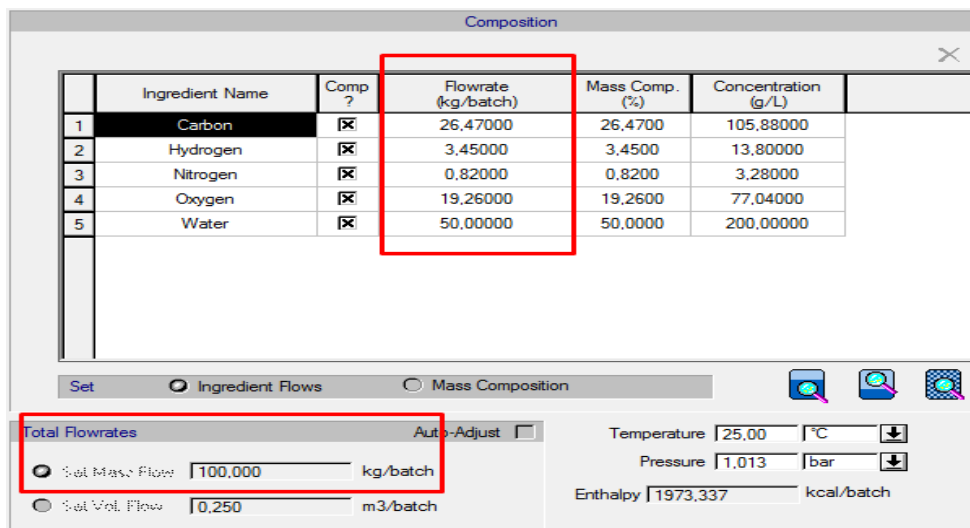 Composition
Ingredient Name Comp ? Flowrate (kg/batch) Mass Comp. (%) Concentration (g/L)
1 Carbon 26,47000 26,4700 105,88000
2 Hydrogen 3,45000 3,4500 13,80000
3 Nitrogen 0,82000 0,8200 3,28000
4 Oxygen 19,26000 19,2600 77,04000
5 Water 50,00000 50,0000 200,00000
Set Ingredient Flows Mass Composition
Total Flowrates Auto-Adjust
Set Mass Flow 100,000 kg/batch
Set Vol. Flow 0,250 m3/batch
Temperature 25,00 °C
Pressure 1,013 bar
Enthalpy 1973,337 kcal/batch